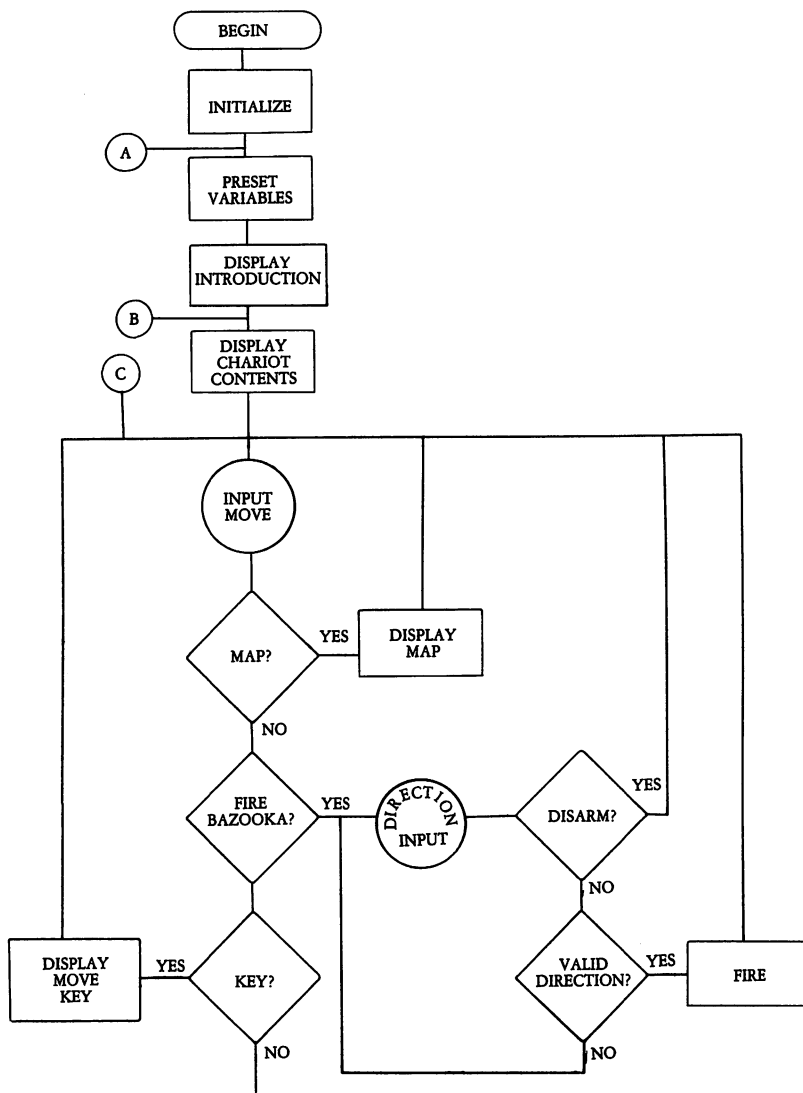 BEGIN
INITIALIZE
A
PRESET
VARIABLES
DISPLAY
INTRODUCTION
B
DISPLAY
CHARIOT
CONTENTS
C
INPUT
MOVE
MAP?
YES
DISPLAY
MAP
NO
FIRE
BAZOOKA?
YES
DIRECTION
INPUT
DISARM?
YES
NO
DISPLAY
MOVE
KEY
YES
KEY?
NO
VALID
DIRECTION?
YES
FIRE
NO